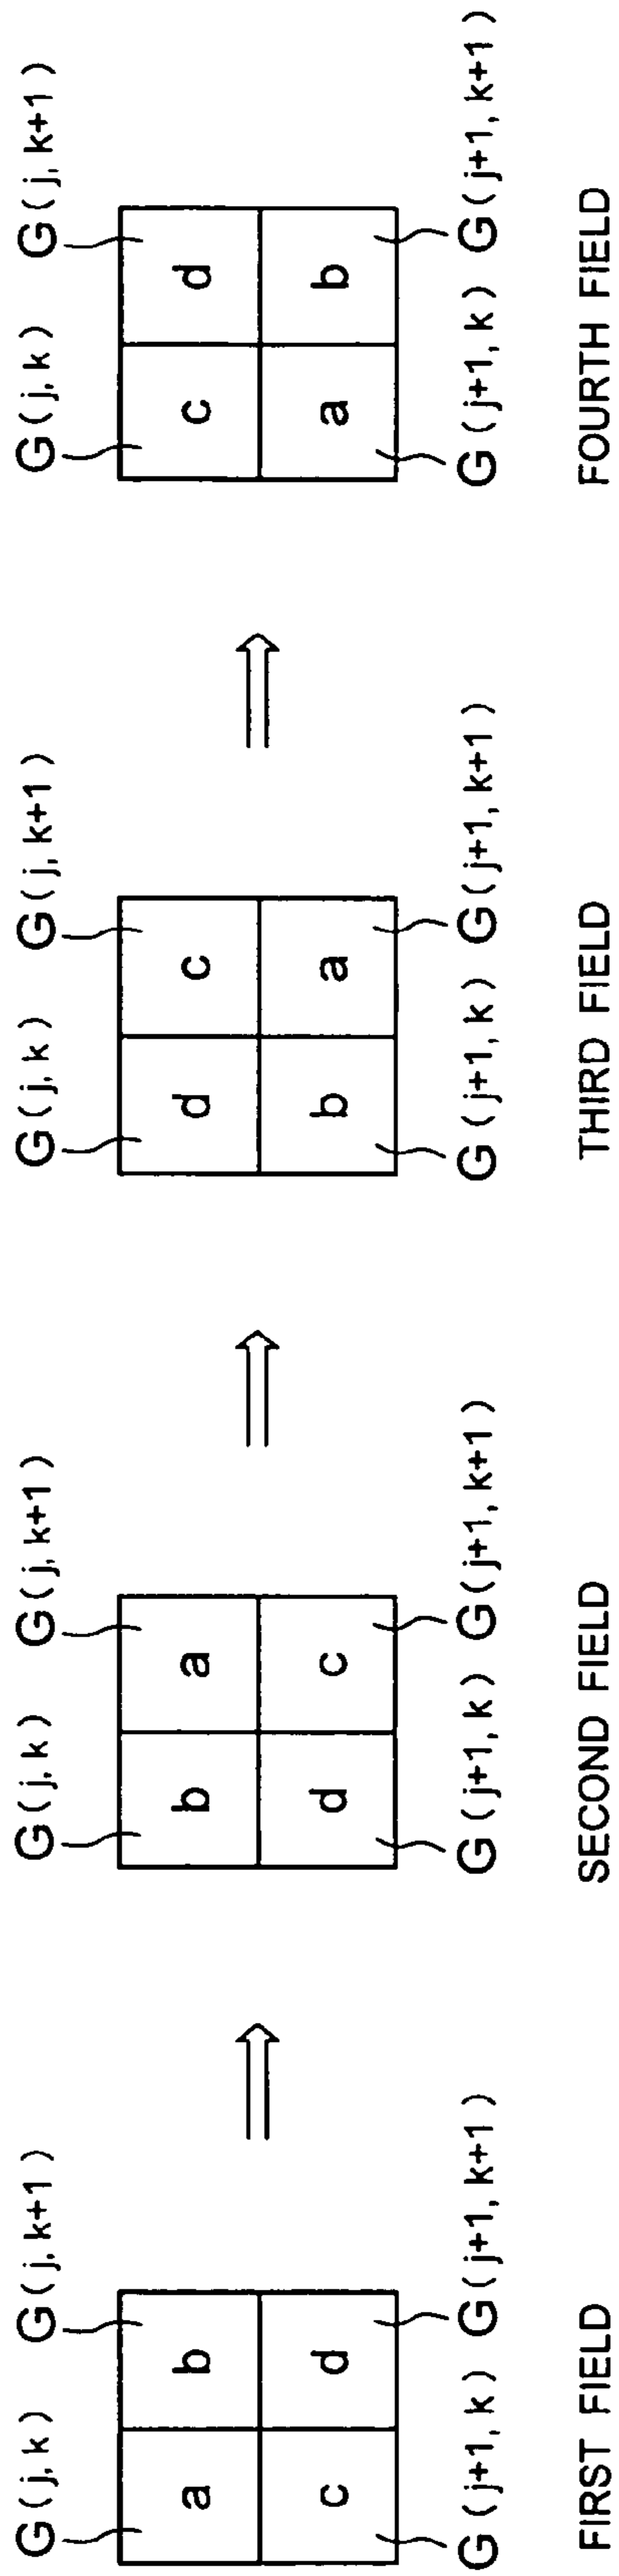 G(j,k) G(j,k+1)
a b
c d
G(j+1,k) G(j+1,k+1)
FIRST FIELD
G(j,k) G(j,k+1)
b a
d c
G(j+1,k) G(j+1,k+1)
SECOND FIELD
G(j,k) G(j,k+1)
d c
b a
G(j+1,k) G(j+1,k+1)
THIRD FIELD
G(j,k) G(j,k+1)
c d
a b
G(j+1,k) G(j+1,k+1)
FOURTH FIELD